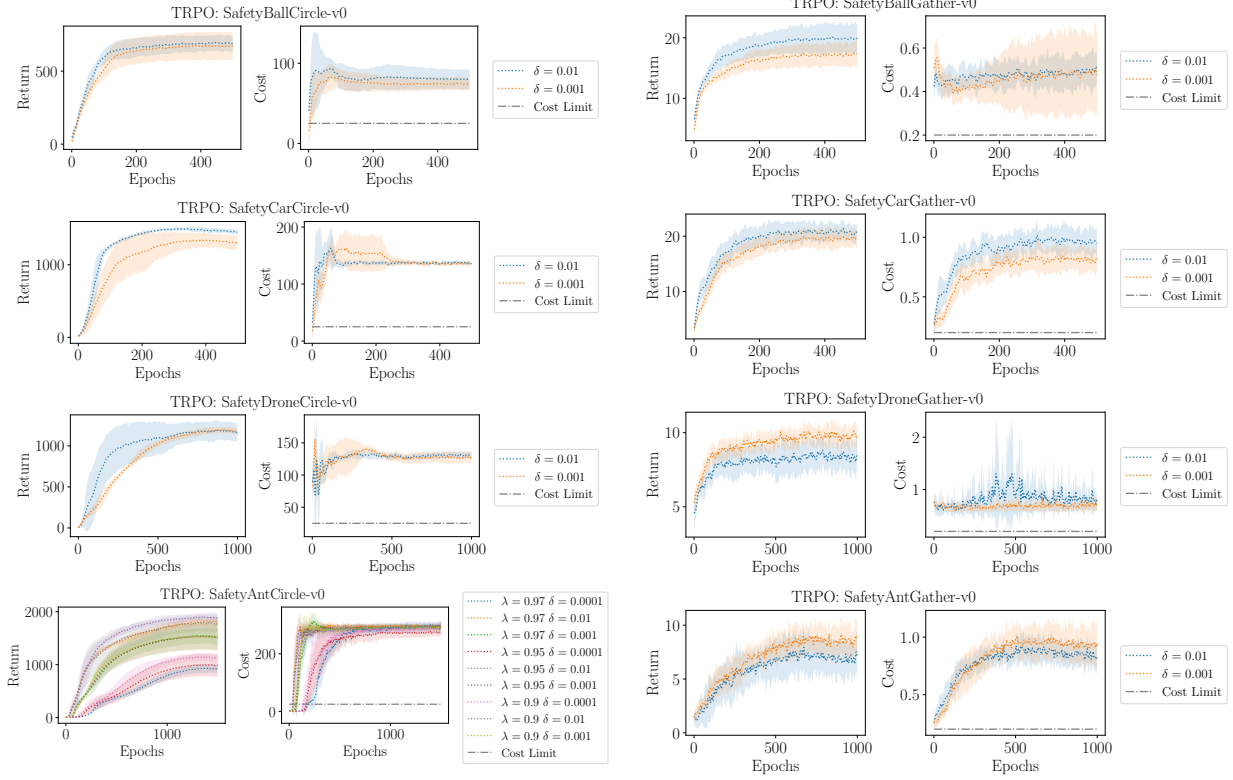 TRPO: SafetyBallCircle-v0
Return
500
0
0
200
400
Epochs
Cost
100
0
0
200
400
Epochs
δ = 0.01
δ = 0.001
Cost Limit
TRPO: SafetyBallGather-v0
Return
20
10
0
200
400
Epochs
Cost
0.6
0.4
0.2
0
200
400
Epochs
δ = 0.01
δ = 0.001
Cost Limit
TRPO: SafetyCarCircle-v0
Return
1000
0
0
200
400
Epochs
Cost
200
100
0
0
200
400
Epochs
δ = 0.01
δ = 0.001
Cost Limit
TRPO: SafetyCarGather-v0
Return
20
10
0
200
400
Epochs
Cost
1.0
0.5
0
200
400
Epochs
δ = 0.01
δ = 0.001
Cost Limit
TRPO: SafetyDroneCircle-v0
Return
1000
500
0
0
500
1000
Epochs
Cost
150
100
50
0
500
1000
Epochs
δ = 0.01
δ = 0.001
Cost Limit
TRPO: SafetyDroneGather-v0
Return
10
5
0
500
1000
Epochs
Cost
2
1
0
500
1000
Epochs
δ = 0.01
δ = 0.001
Cost Limit
TRPO: SafetyAntCircle-v0
Return
2000
1000
0
0
1000
Epochs
Cost
200
0
0
1000
Epochs
λ = 0.97 δ = 0.0001
λ = 0.97 δ = 0.01
λ = 0.97 δ = 0.001
λ = 0.95 δ = 0.0001
λ = 0.95 δ = 0.01
λ = 0.95 δ = 0.001
λ = 0.9 δ = 0.0001
λ = 0.9 δ = 0.01
λ = 0.9 δ = 0.001
Cost Limit
TRPO: SafetyAntGather-v0
Return
10
5
0
0
500
1000
Epochs
Cost
1.0
0.5
0
500
1000
Epochs
δ = 0.01
δ = 0.001
Cost Limit